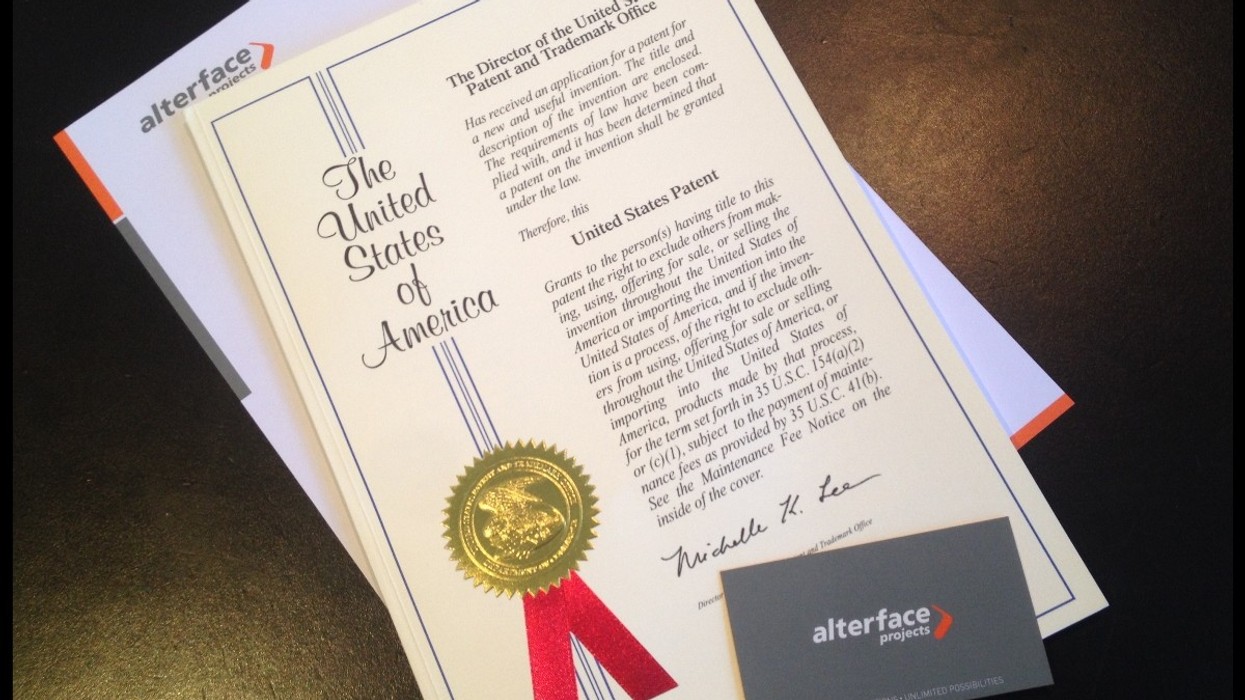 alterface
projects
The Director of the United
Patent and Trademark Office
Has received an application for a patent for
a new and useful invention. The title and
description of the invention are enclosed.
The requirements of law have been com-
plied with, and it has been determined that
a patent on the invention shall be granted
under the law.
Therefore, this
United States Patent
Grants to the person(s) having title to this
patent the right to exclude others from mak-
ing, using, offering for sale, or selling the
invention throughout the United States of
America or importing the invention into the
United States of America, and if the inven-
tion is a process, of the right to exclude oth-
ers from using, offering for sale or selling
throughout the United States of America, or
importing into the United States of
America, products made by that process,
for the term set forth in 35 U.S.C. 154(a)(2)
or (c)(1), subject to the payment of mainte-
nance fees as provided by 35 U.S.C. 41(b).
See the Maintenance Fee Notice on the
inside of the cover.
Michelle K. Lee
and Trademark Office
The
United
States
of
America
alterface
projects
UNLIMITED POSSIBILITIES